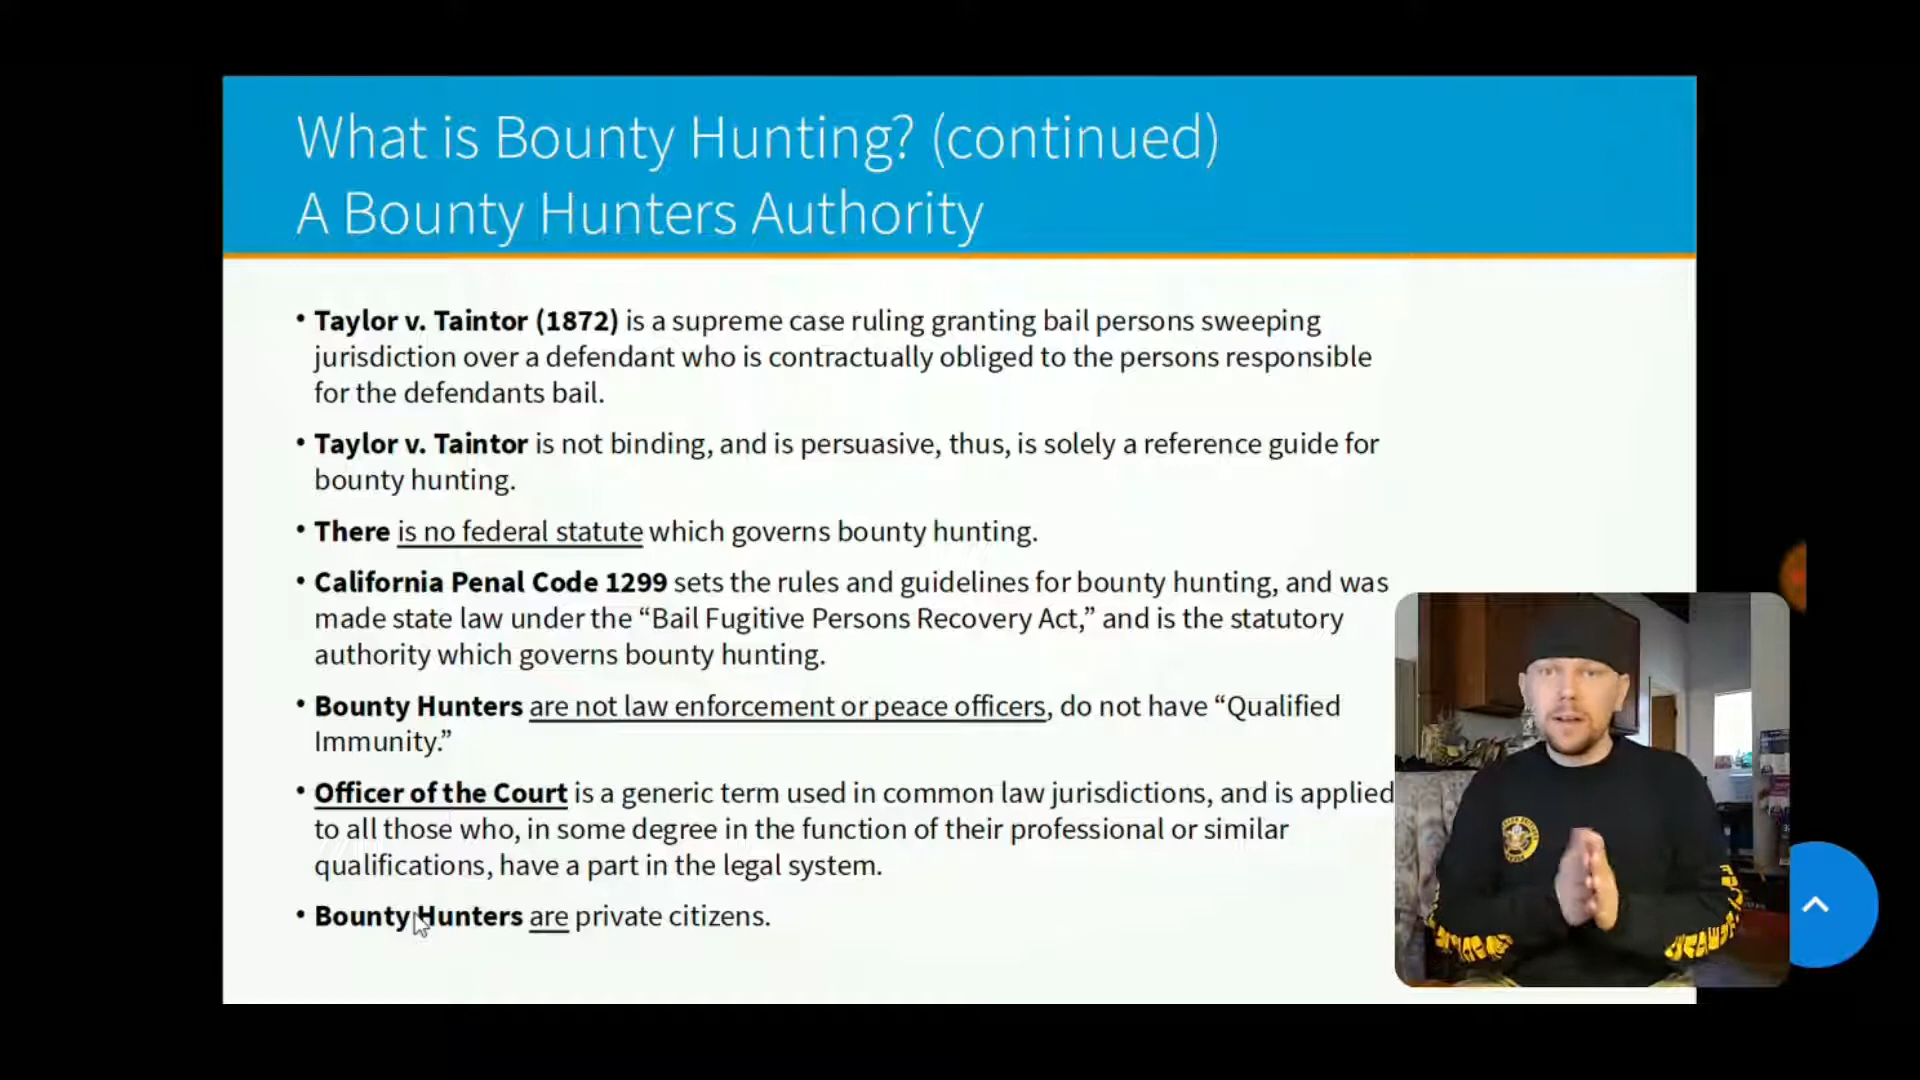 What is Bounty Hunting? (continued)
A Bounty Hunters Authority
• Taylor v. Taintor (1872) is a supreme case ruling granting bail persons sweeping
jurisdiction over a defendant who is contractually obliged to the persons responsible
for the defendants bail.
• Taylor v. Taintor is not binding, and is persuasive, thus, is solely a reference guide for
bounty hunting.
• There is no federal statute which governs bounty hunting.
• California Penal Code 1299 sets the rules and guidelines for bounty hunting, and was
made state law under the “Bail Fugitive Persons Recovery Act,” and is the statutory
authority which governs bounty hunting.
• Bounty Hunters are not law enforcement or peace officers, do not have “Qualified
Immunity.”
• Officer of the Court is a generic term used in common law jurisdictions, and is applied
to all those who, in some degree in the function of their professional or similar
qualifications, have a part in the legal system.
• Bounty Hunters are private citizens.